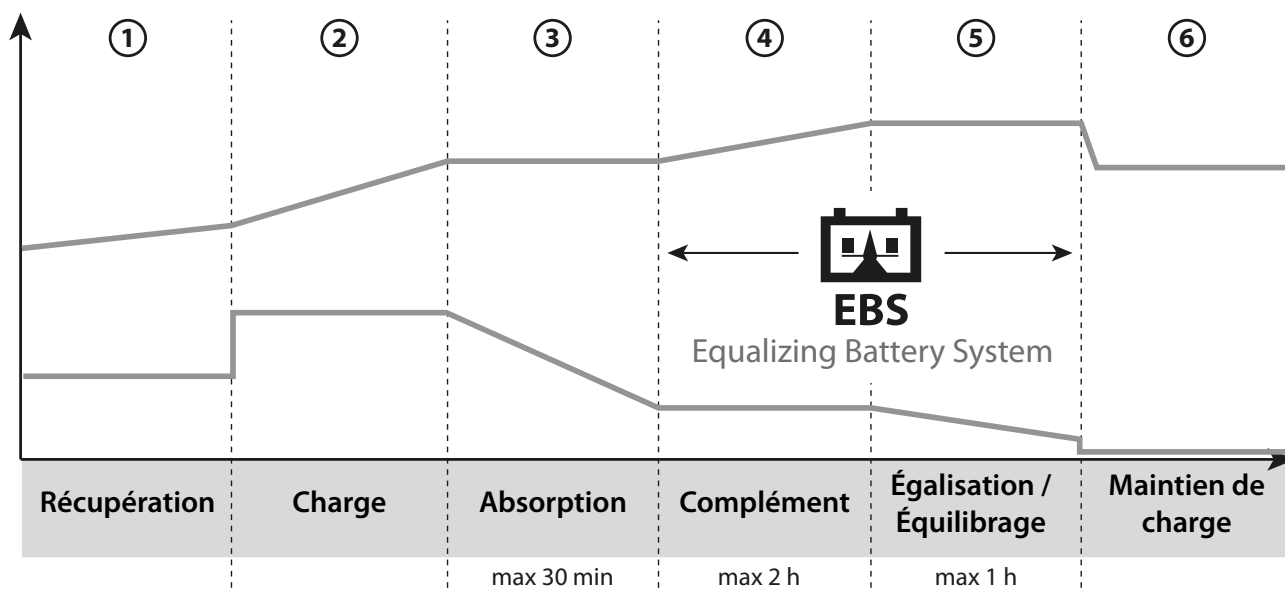 ① ② ③ ④ ⑤ ⑥
EBS
Equalizing Battery System
Récupération
Charge
Absorption
Complément
Égalisation /
Équilibrage
Maintien de
charge
max 30 min
max 2 h
max 1 h